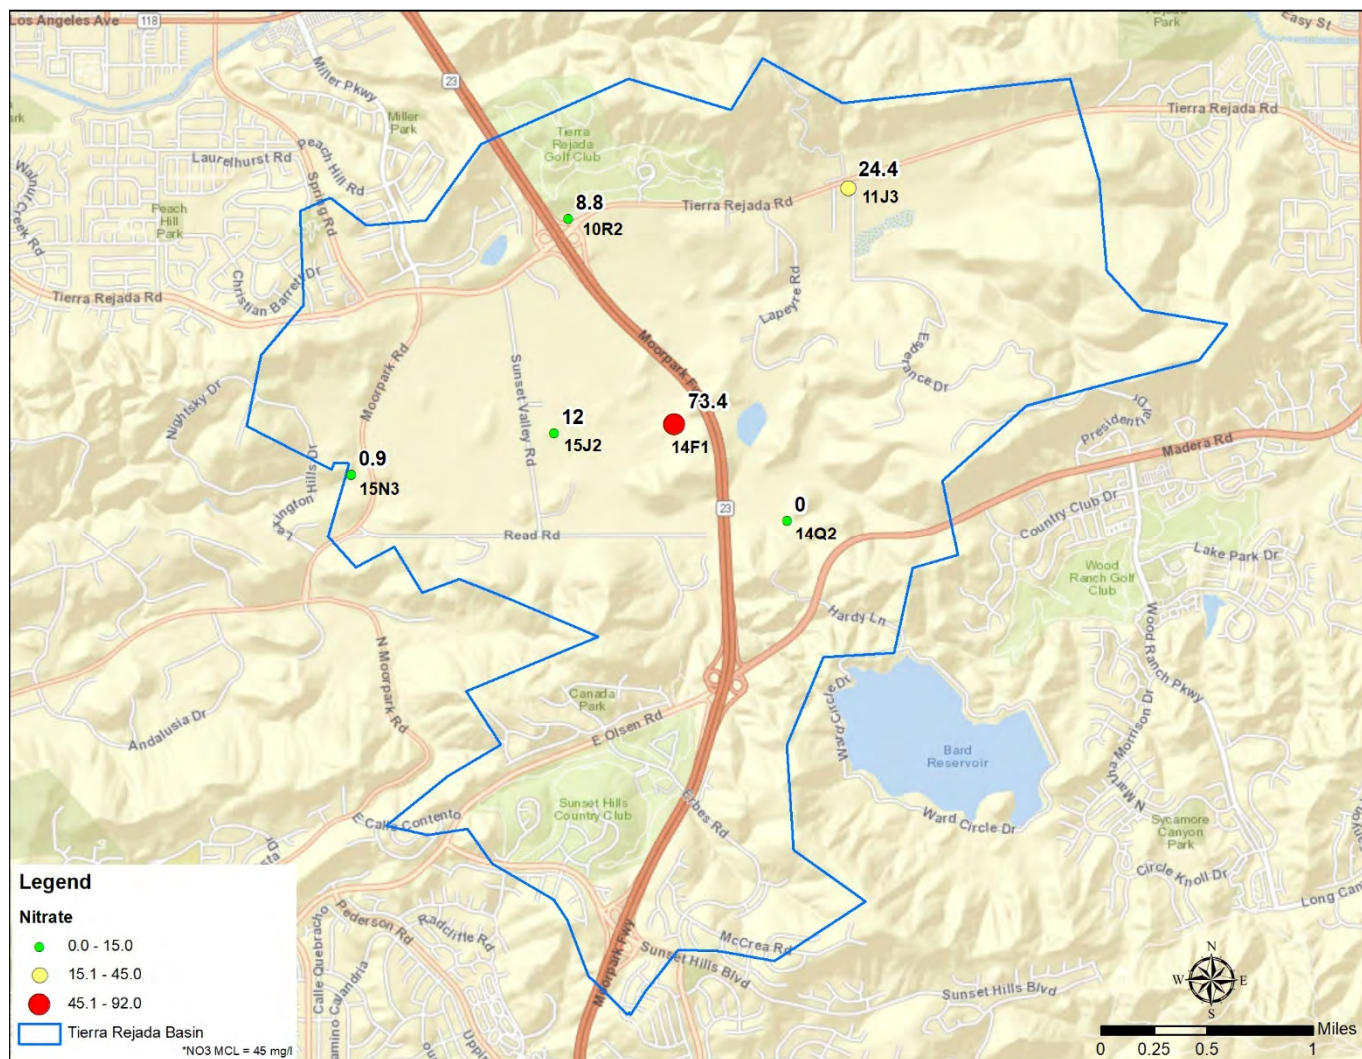 Los Angeles Ave
118
Easy St
Park
23
Miller Pkwy
Miller
Park
Tierra
Rejada
Golf Club
Tierra Rejada Rd
Laurelhurst Rd
Peach Hill Rd
Spring Rd
Walnut Creek Rd
Peach
Hill
Park
24.4
11J3
8.8
10R2
Tierra Rejada Rd
Christian Barrett Dr
Tierra Rejada Rd
Lapeyre Rd
Moorpark Rd
Sunset Valley Rd
Moorpark Fwy
Esperance Dr
Nightsky Dr
73.4
14F1
12
15J2
Presidential Dr
Madera Rd
0.9
15N3
Lexington Hills Dr
23
0
14Q2
Country Club Dr
Read Rd
Lake Park Dr
Wood
Ranch Golf
Club
Hardy Ln
Wood Ranch Pkwy
N Moorpark Rd
Canada
Park
Andalusia Dr
E Olsen Rd
Ward Circle Dr
Bard
Reservoir
N Martha Morrison Dr
Sunset Hills
Country Club
Erbes Rd
E Calle Contento
Ward Circle Dr
Sycamore
Canyon
Park
Circle Knoll Dr
Long Can
Calle Quebracho
Pederson Rd
Radcliffe Rd
Camino Calandria
Moorpark Fwy
McCrea Rd
Sunset Hills Blvd
Sunset Hills Blvd
Legend
Nitrate
0.0 - 15.0
15.1 - 45.0
45.1 - 92.0
Tierra Rejada Basin
*NO3 MCL = 45 mg/l
N
W
E
S
Miles
0
0.25
0.5
1